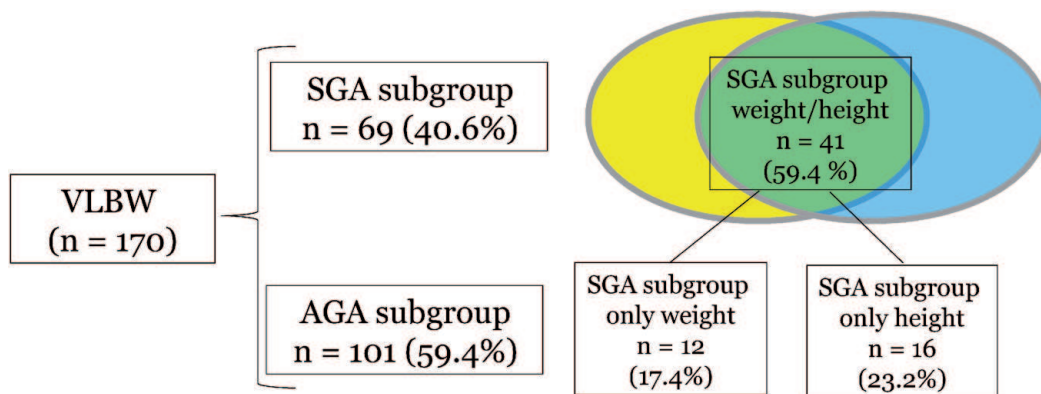 VLBW
(n = 170)
SGA subgroup
n = 69 (40.6%)
AGA subgroup
n = 101 (59.4%)
SGA subgroup
weight/height
n = 41
(59.4 %)
SGA subgroup
only weight
n = 12
(17.4%)
SGA subgroup
only height
n = 16
(23.2%)